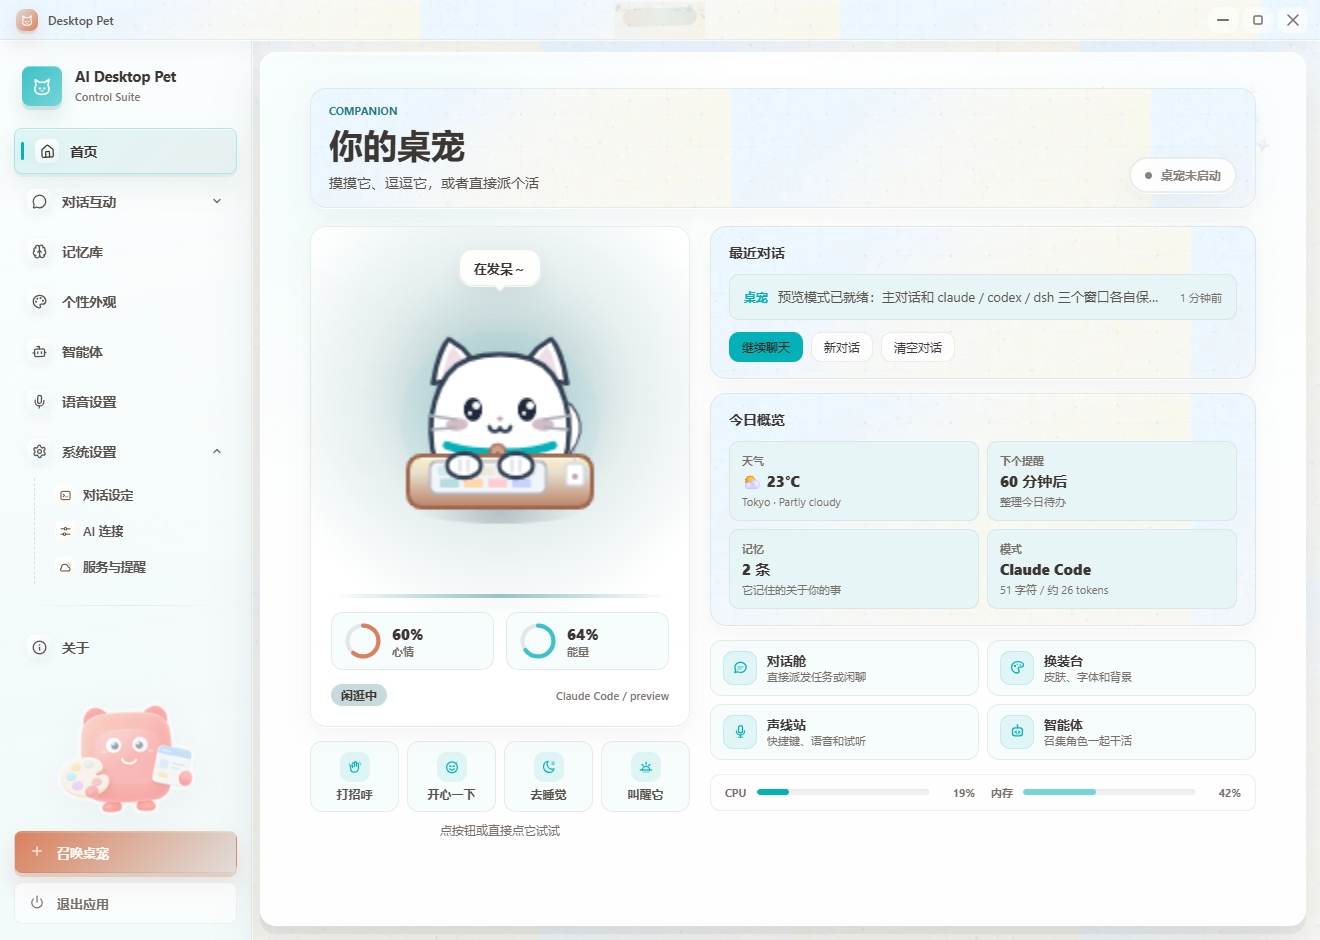 Desktop Pet
AI Desktop Pet
Control Suite
首页
对话互动
记忆库
个性外观
智能体
语音设置
系统设置
对话设定
AI 连接
服务与提醒
关于
召唤桌宠
退出应用
COMPANION
你的桌宠
摸摸它、逗逗它，或者直接派个活
桌宠未启动
在发呆 ~
60%
心情
64%
能量
闲逛中
Claude Code / preview
打招呼
开心一下
去睡觉
叫醒它
点按钮或直接点它试试
最近对话
桌宠 预览模式已就绪：主对话和 claude / codex / dsh 三个窗口各自保... 1 分钟前
继续聊天 新对话 清空对话
今日概览
天气
23°C
Tokyo · Partly cloudy
下个提醒
60 分钟后
整理今日待办
记忆
2 条
它记住的关于你的事
模式
Claude Code
51 字符 / 约 26 tokens
对话舱
直接派发任务或闲聊
换装台
皮肤、字体和背景
声线站
快捷键、语音和试听
智能体
召集角色一起干活
CPU 19% 内存 42%